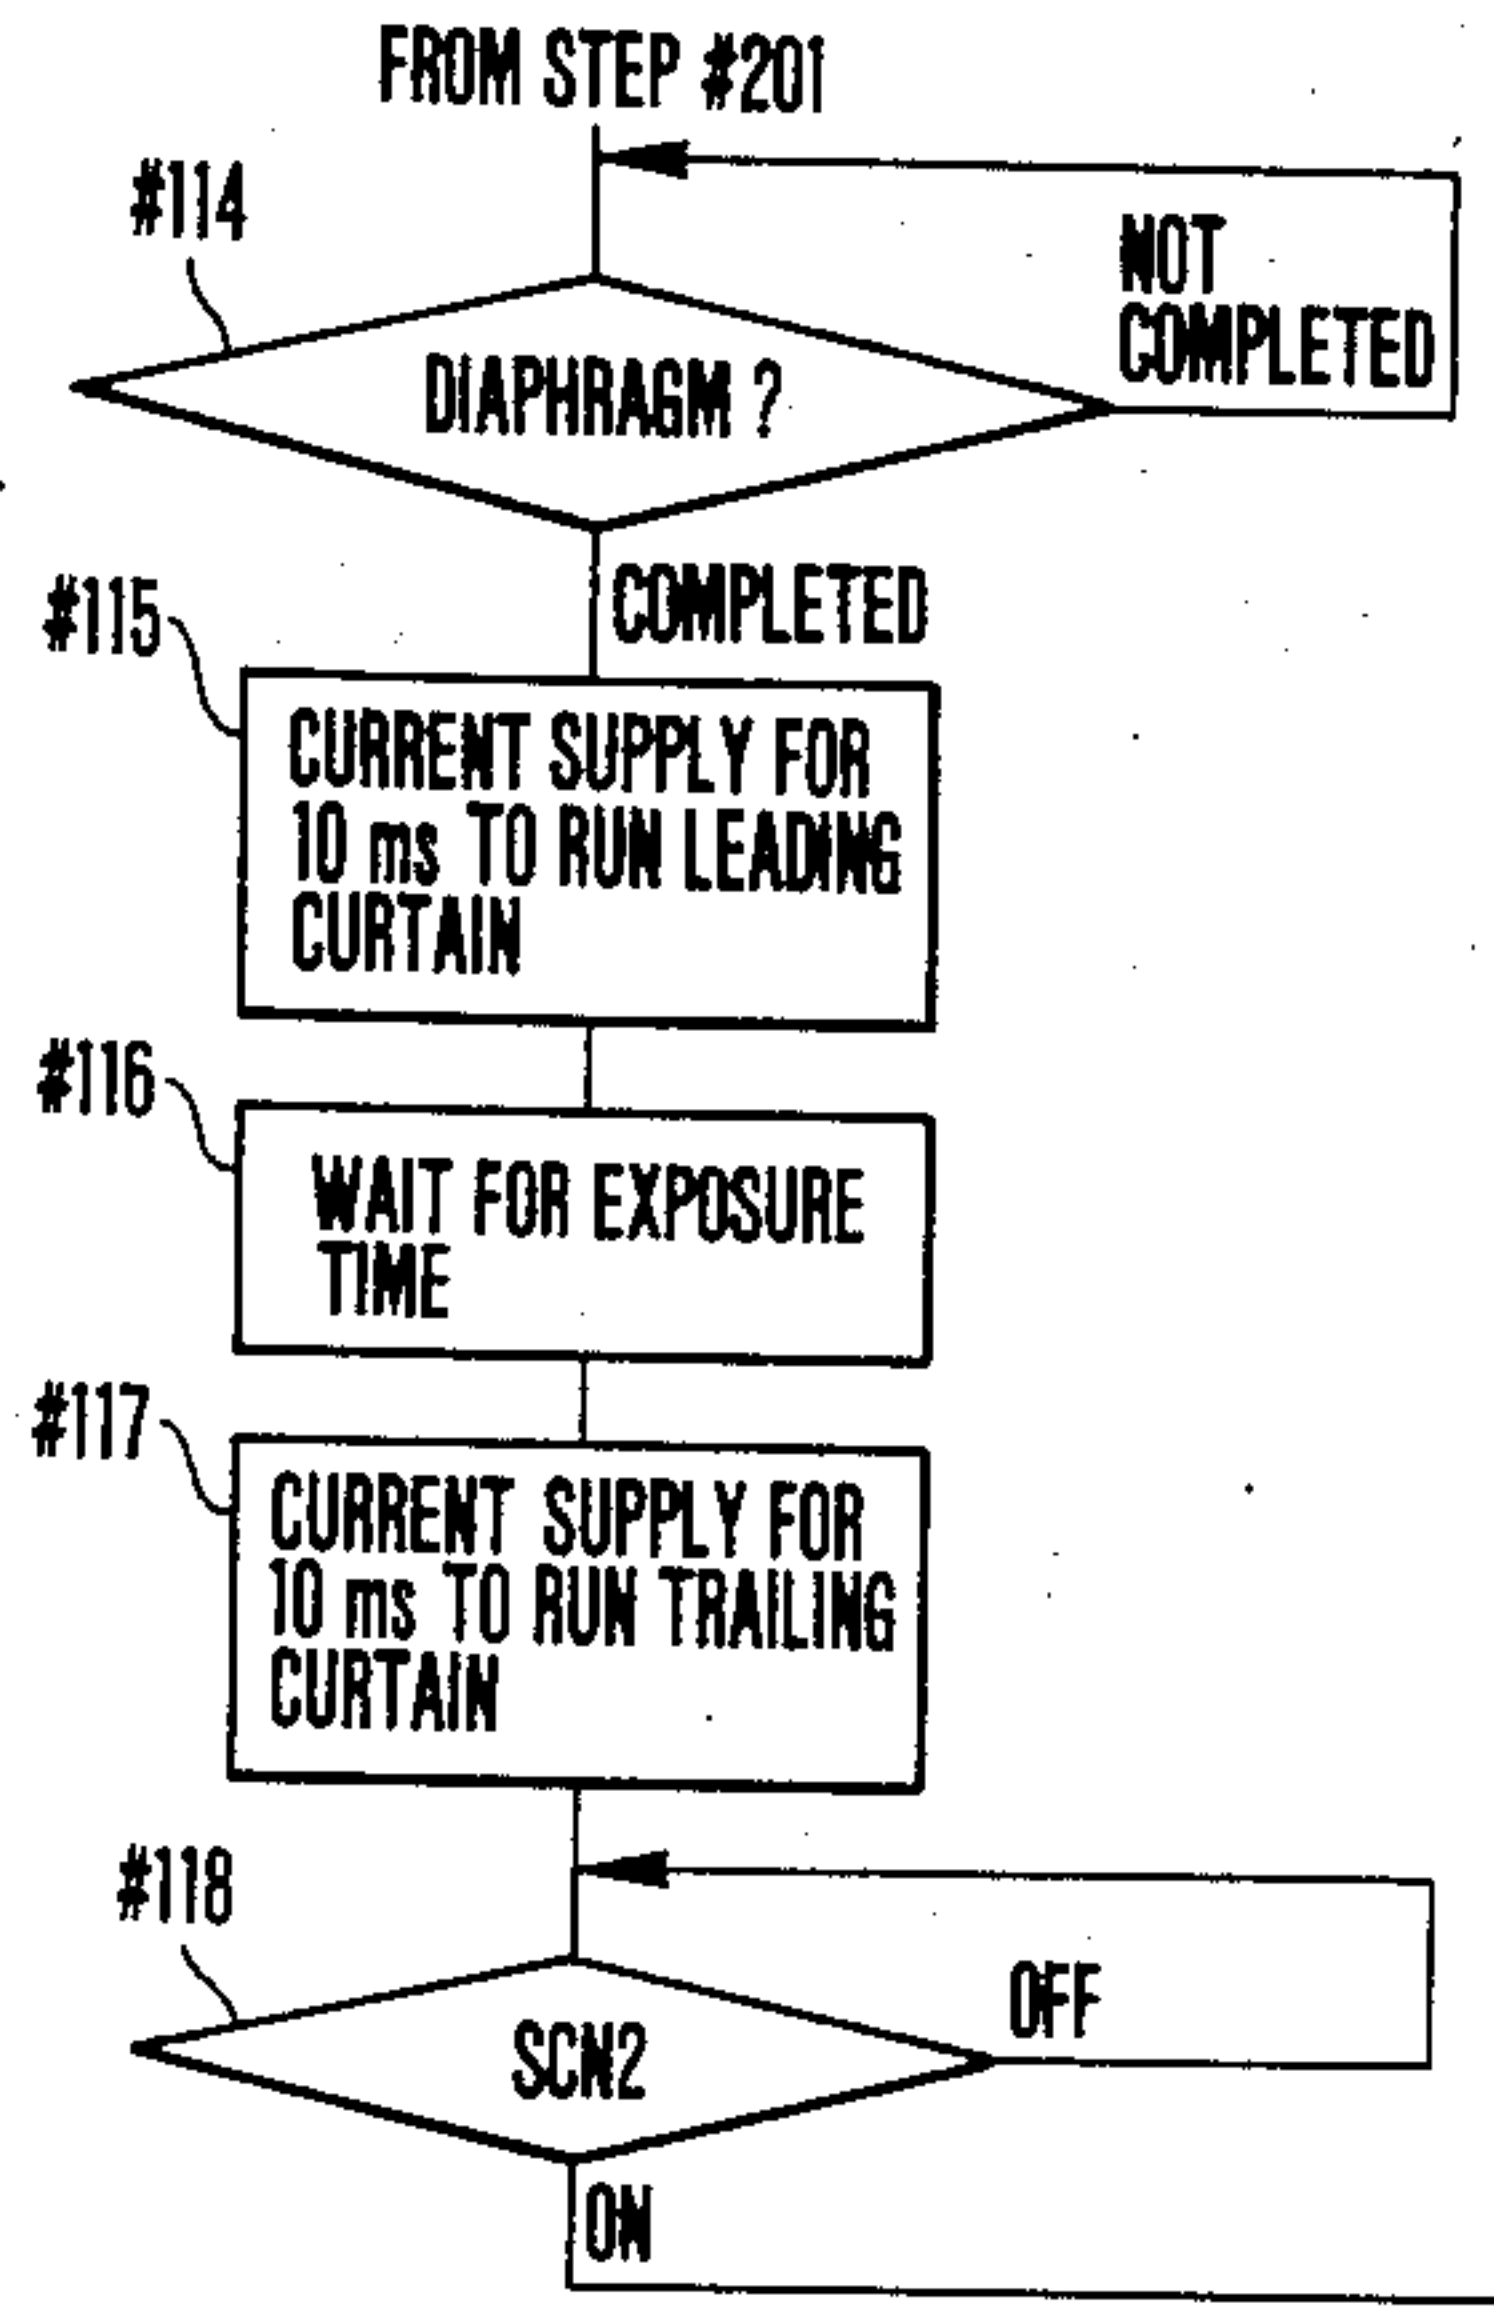 FROM STEP #201
#114
NOT
COMPLETED
DIAPHRAGM ?
COMPLETED
#115
CURRENT SUPPLY FOR
10 ms TO RUN LEADING
CURTAIN
#116
WAIT FOR EXPOSURE
TIME
#117
CURRENT SUPPLY FOR
10 ms TO RUN TRAILING
CURTAIN
#118
OFF
SCN2
ON